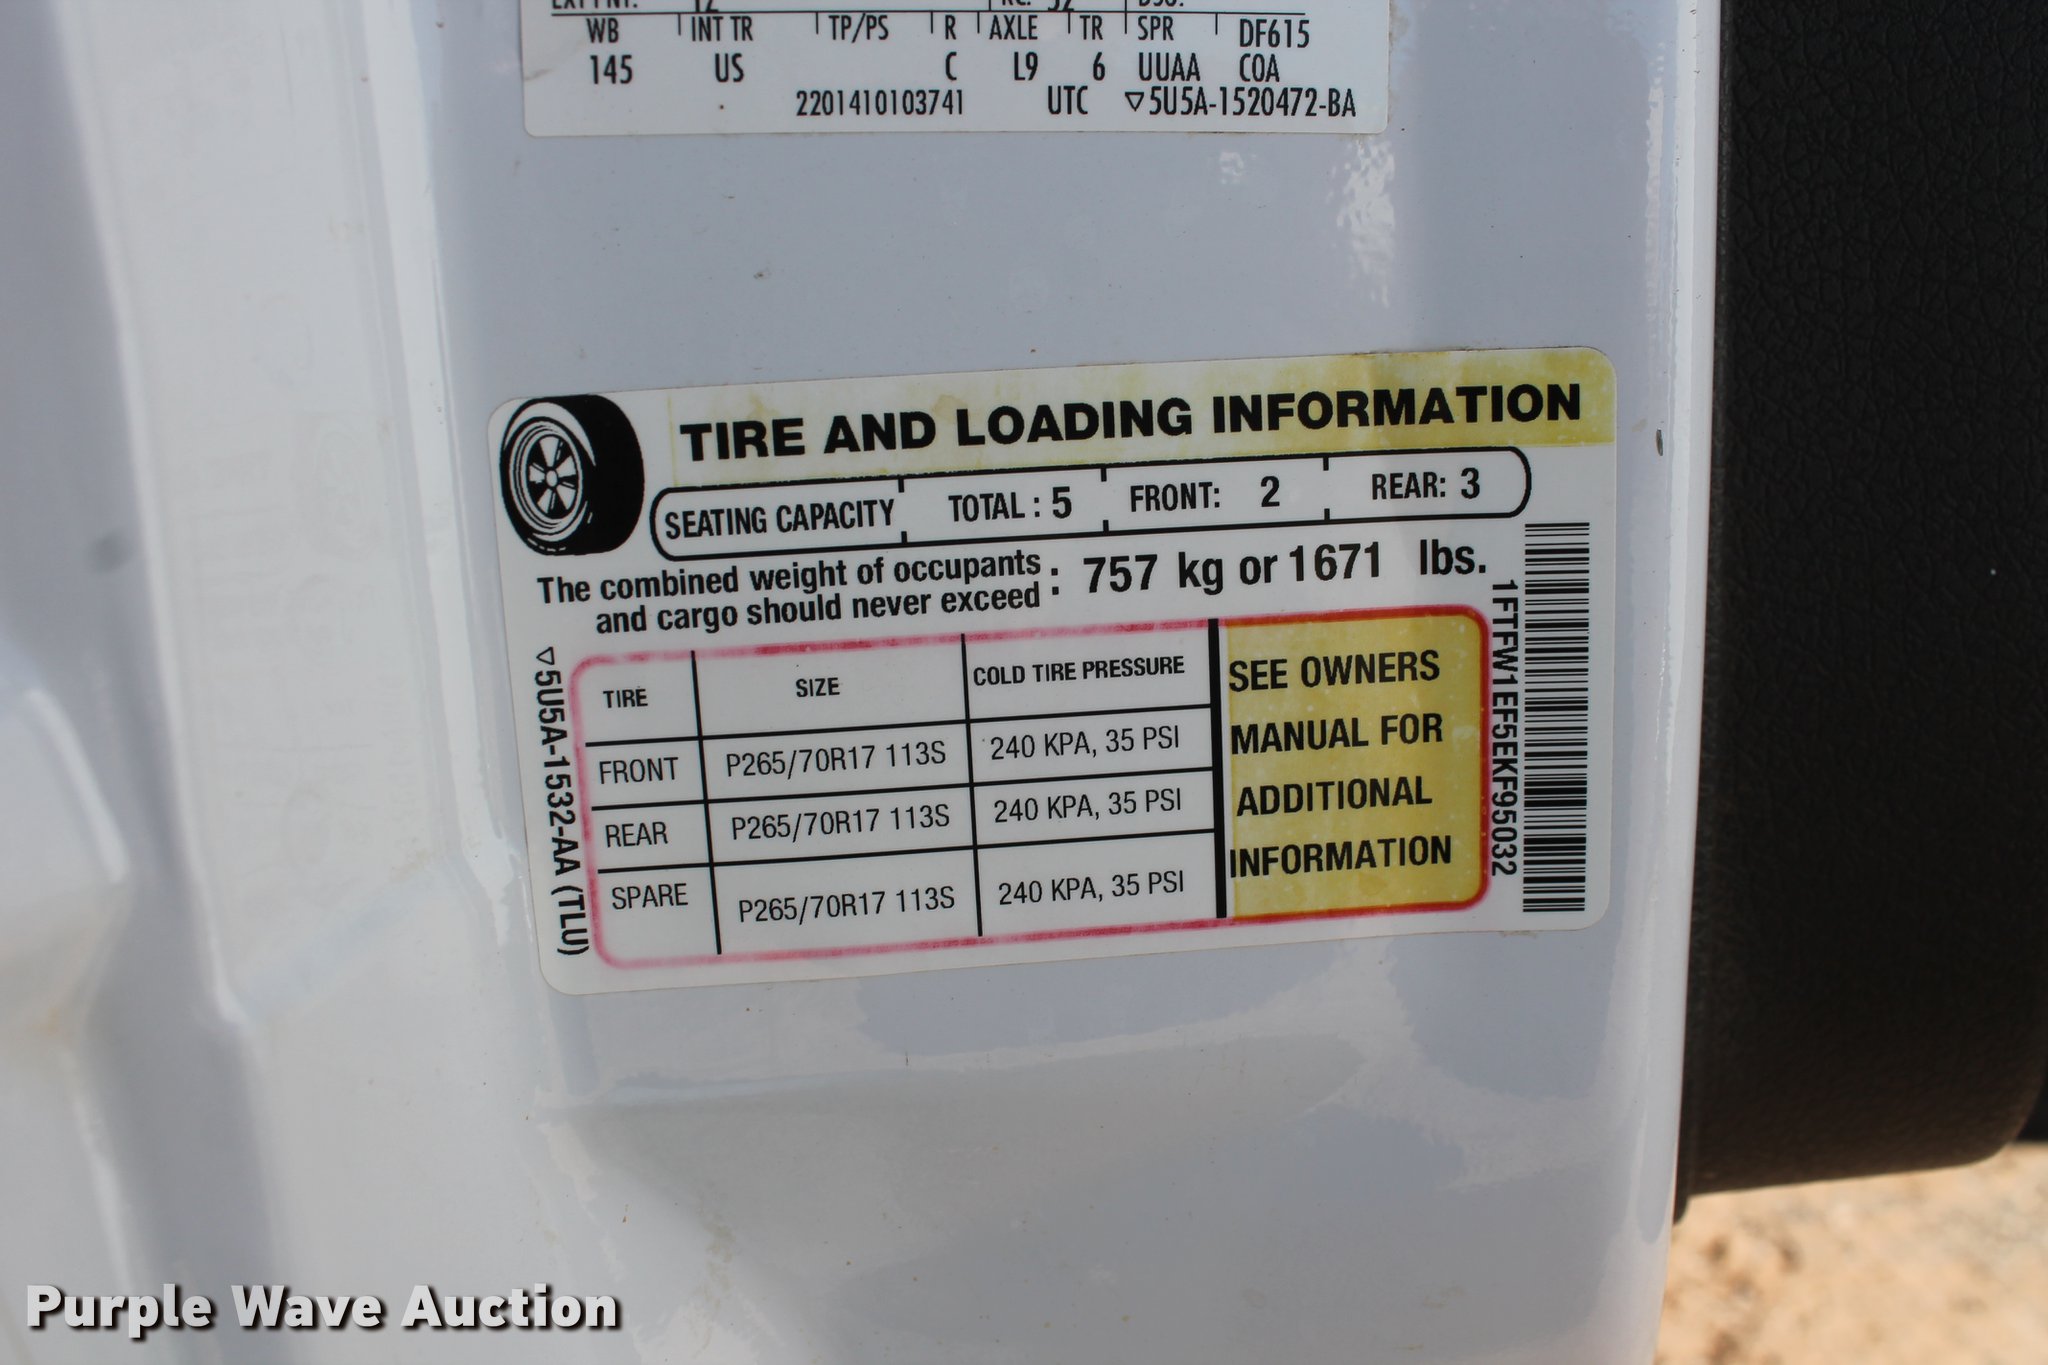 WB INT TR TP/PS R AXLE TR SPR DF615
145 US C L9 6 UUAA COA
2201410103741 UTC ▽5U5A-1520472-BA
TIRE AND LOADING INFORMATION
SEATING CAPACITY TOTAL : 5 FRONT: 2 REAR: 3
The combined weight of occupants
and cargo should never exceed : 757 kg or 1671 lbs.
TIRE SIZE COLD TIRE PRESSURE
FRONT P265/70R17 113S 240 KPA, 35 PSI
REAR P265/70R17 113S 240 KPA, 35 PSI
SPARE P265/70R17 113S 240 KPA, 35 PSI
SEE OWNERS
MANUAL FOR
ADDITIONAL
INFORMATION
▽5U5A-1532-AA (TLU)
1FTFW1EF5EKF95032
Purple Wave Auction